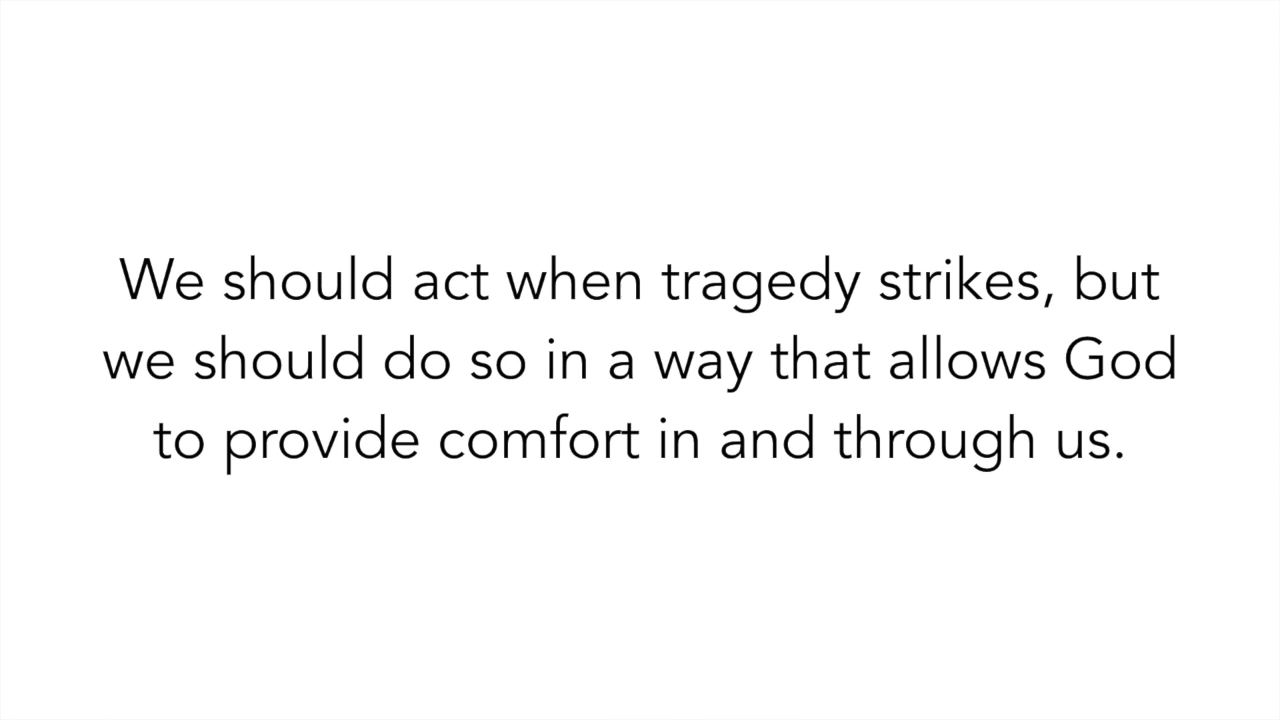 We should act when tragedy strikes, but
we should do so in a way that allows God
to provide comfort in and through us.